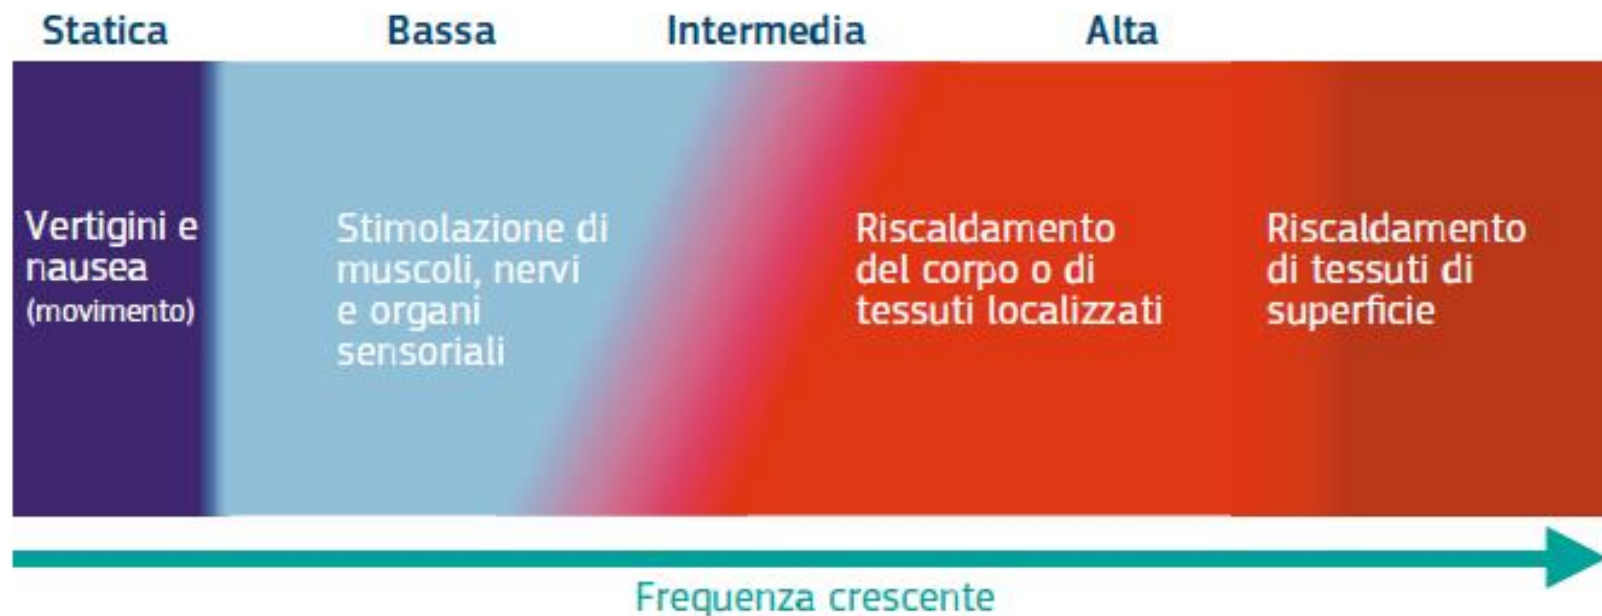 Statica
Bassa
Intermedia
Alta
Vertigini e
nausea
(movimento)
Stimolazione di
muscoli, nervi
e organi
sensoriali
Riscaldamento
del corpo o di
tessuti localizzati
Riscaldamento
di tessuti di
superficie
Frequenza crescente